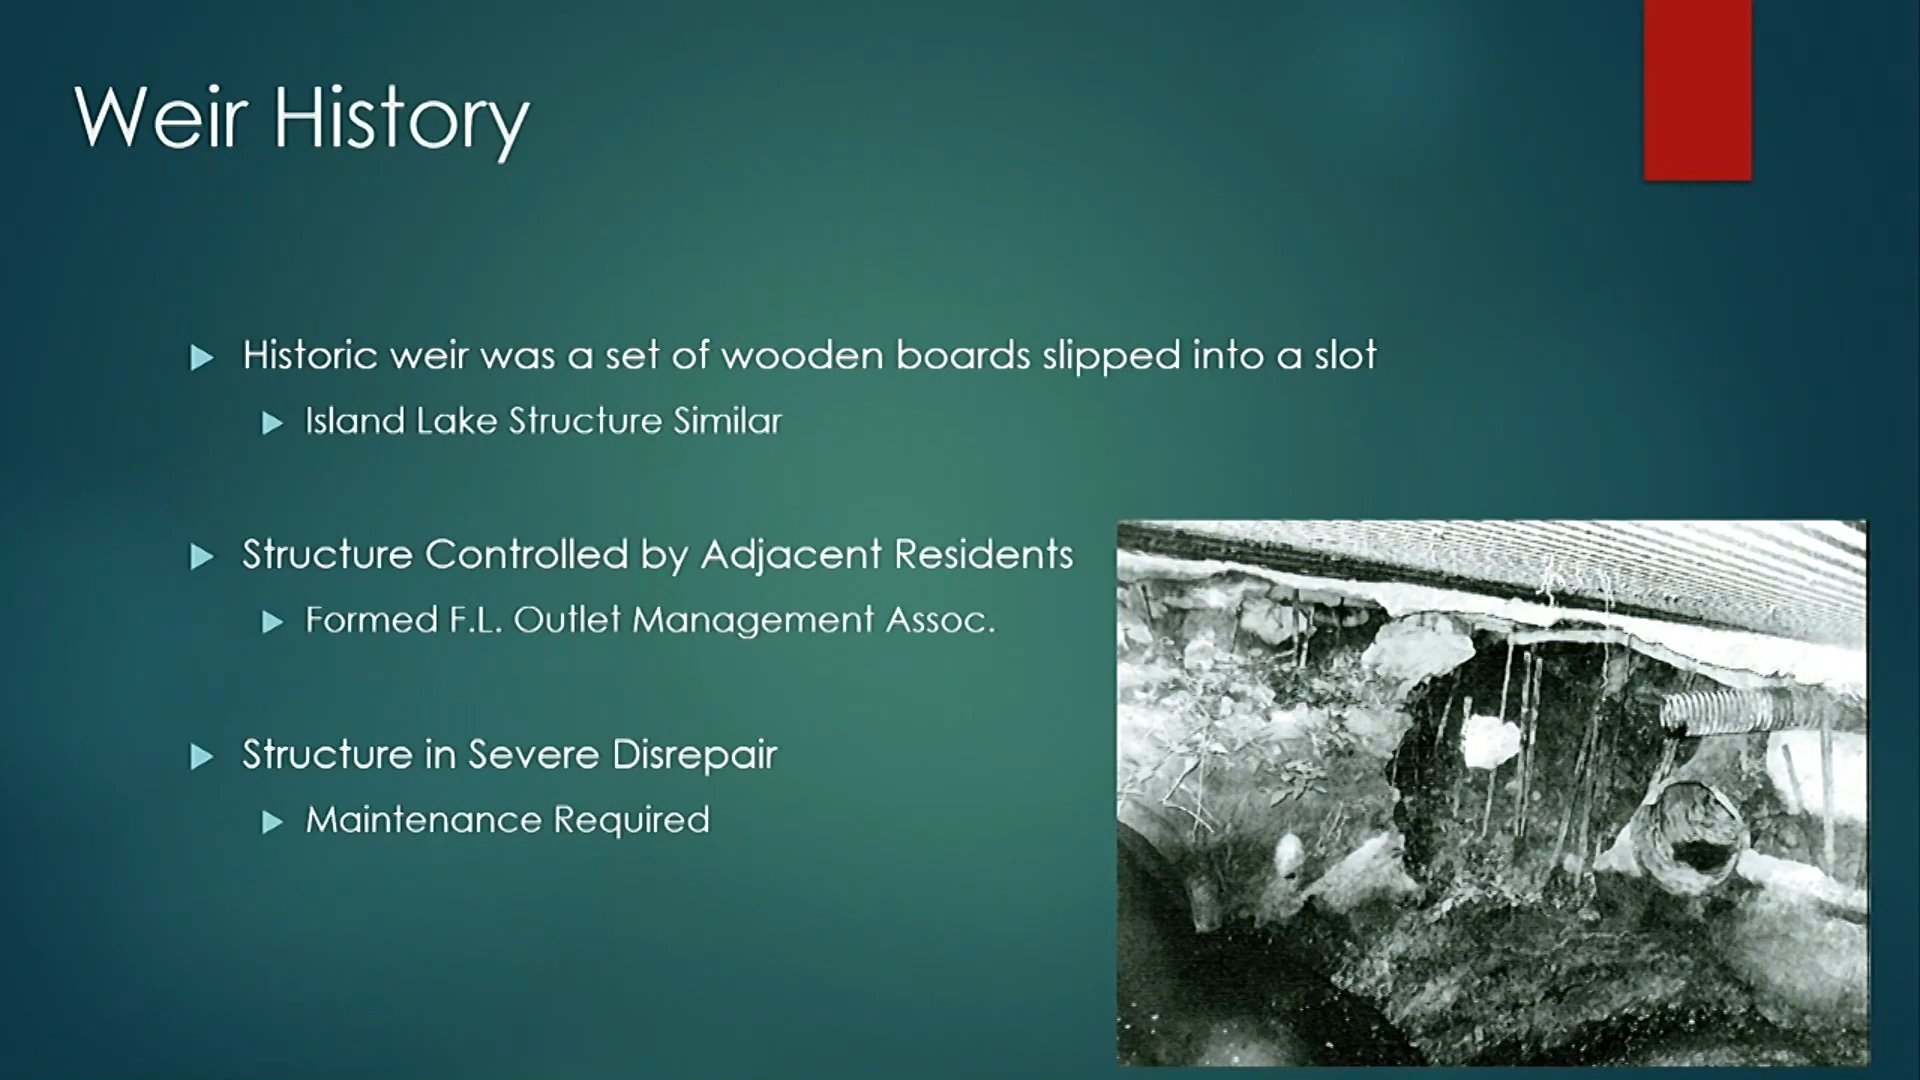 Weir History
Historic weir was a set of wooden boards slipped into a slot
Island Lake Structure Similar
Structure Controlled by Adjacent Residents
Formed F.L. Outlet Management Assoc.
Structure in Severe Disrepair
Maintenance Required